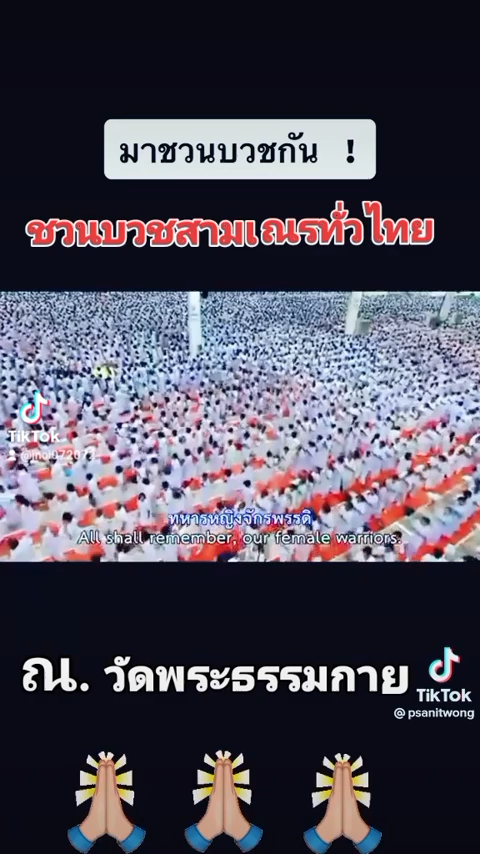 มาชวนบวชกัน !
ชวนบวชสามเณรทั่วไทย
TikTok
ทหารหญิงจักรพรรดิ
All shall remember, our female warriors.
ณ. วัดพระธรรมกาย
TikTok
@psanitwong